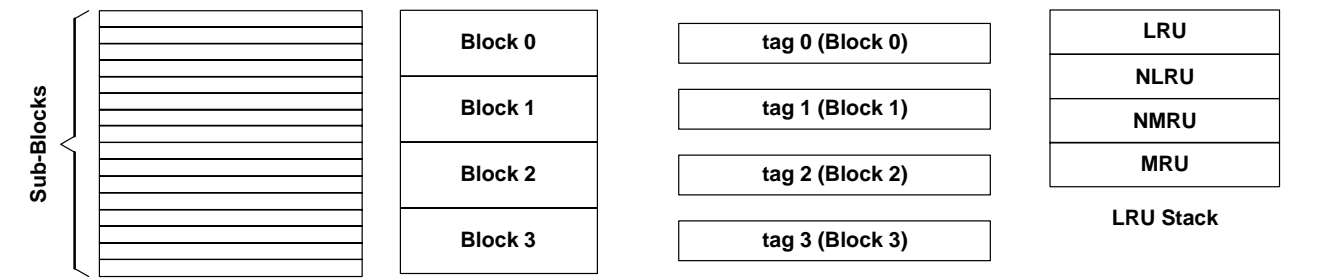 Sub-Blocks
Block 0
Block 1
Block 2
Block 3
tag 0 (Block 0)
tag 1 (Block 1)
tag 2 (Block 2)
tag 3 (Block 3)
LRU
NLRU
NMRU
MRU
LRU Stack